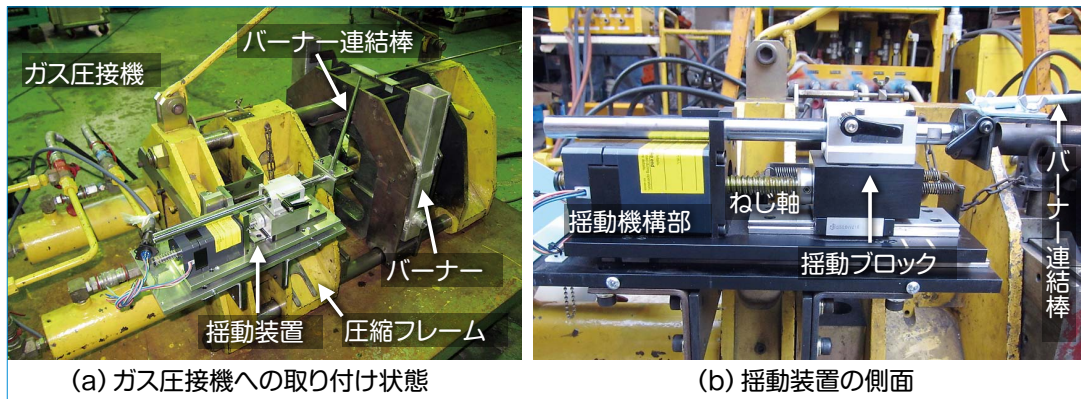 バーナー連結棒
ガス圧接機
バーナー
揺動装置
圧縮フレーム
(a) ガス圧接機への取り付け状態
揺動機構部
ねじ軸
揺動ブロック
バーナー連結棒
(b) 揺動装置の側面